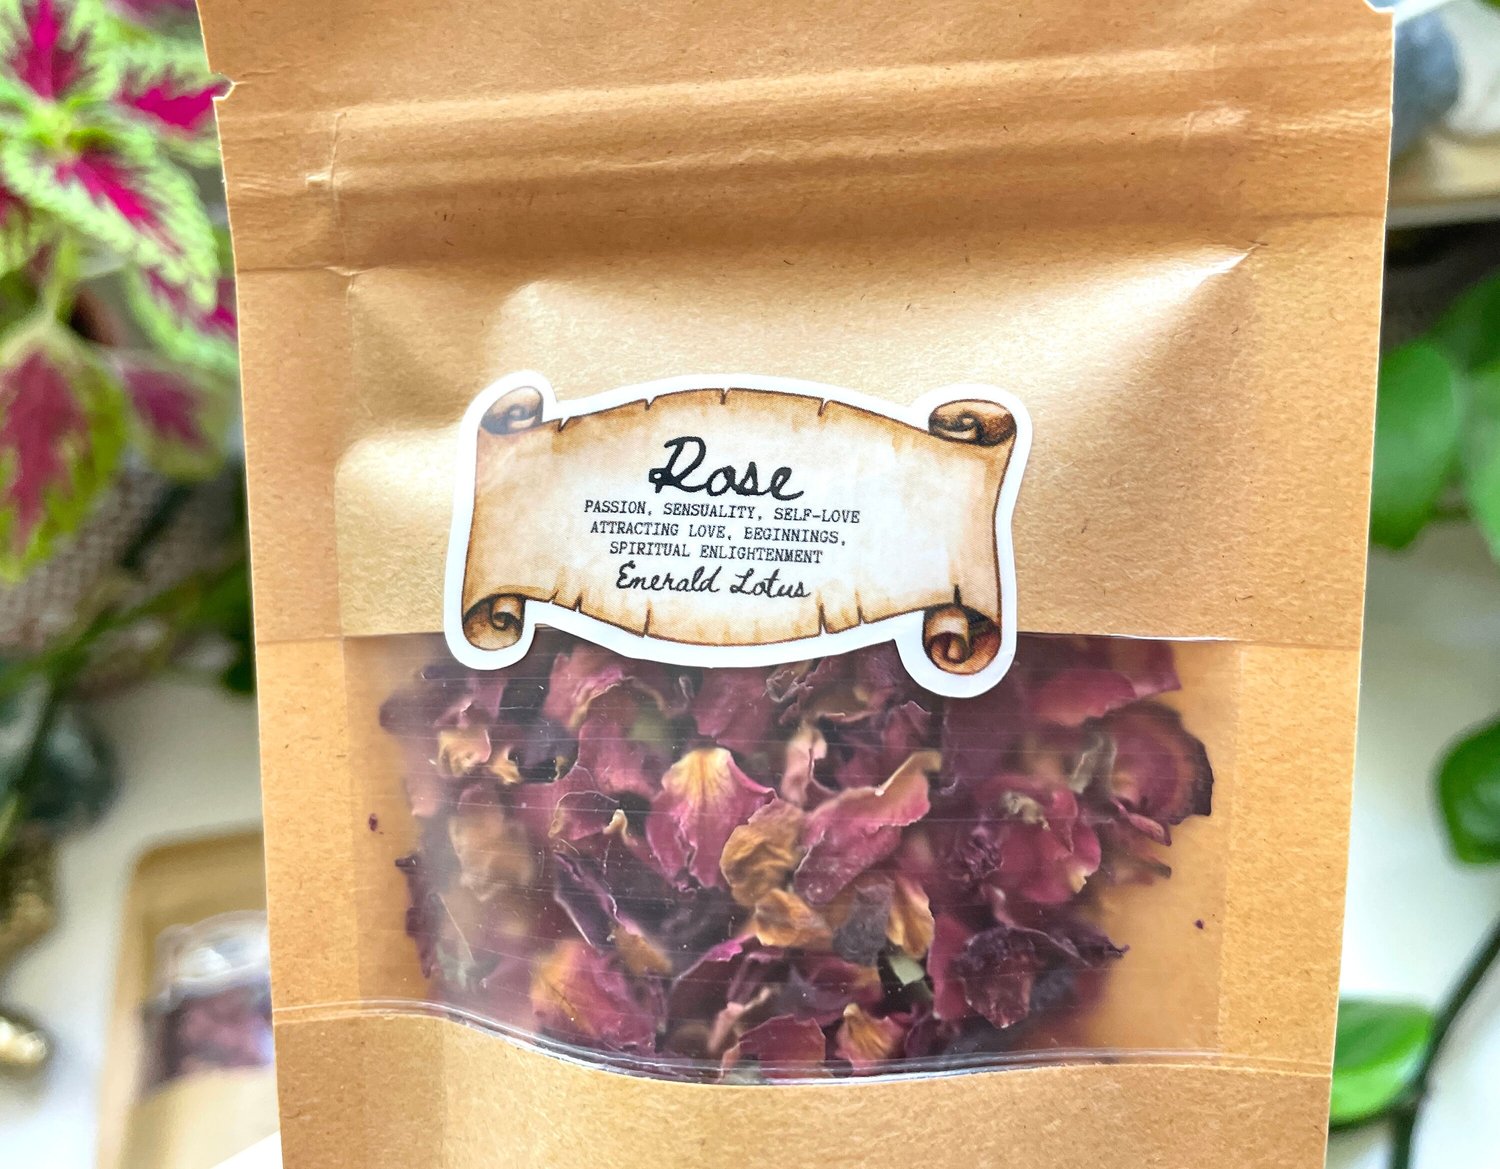 Rose
PASSION, SENSUALITY, SELF-LOVE
ATTRACTING LOVE, BEGINNINGS,
SPIRITUAL ENLIGHTENMENT
Emerald Lotus